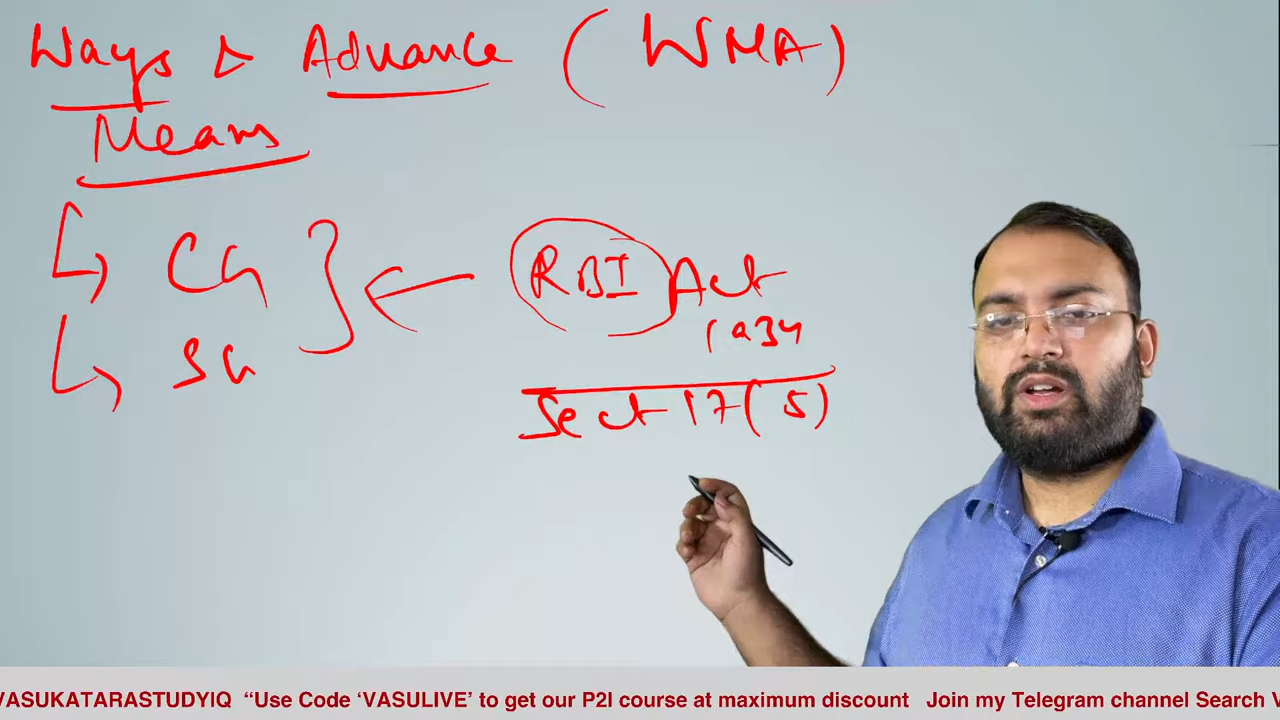 Ways & Advance (WMA)
Means
CG
SG
RBI Act
1934
Sect 17(5)
VASUKATARASTUDYIQ "Use Code 'VASULIVE' to get our P2I course at maximum discount Join my Telegram channel Search V